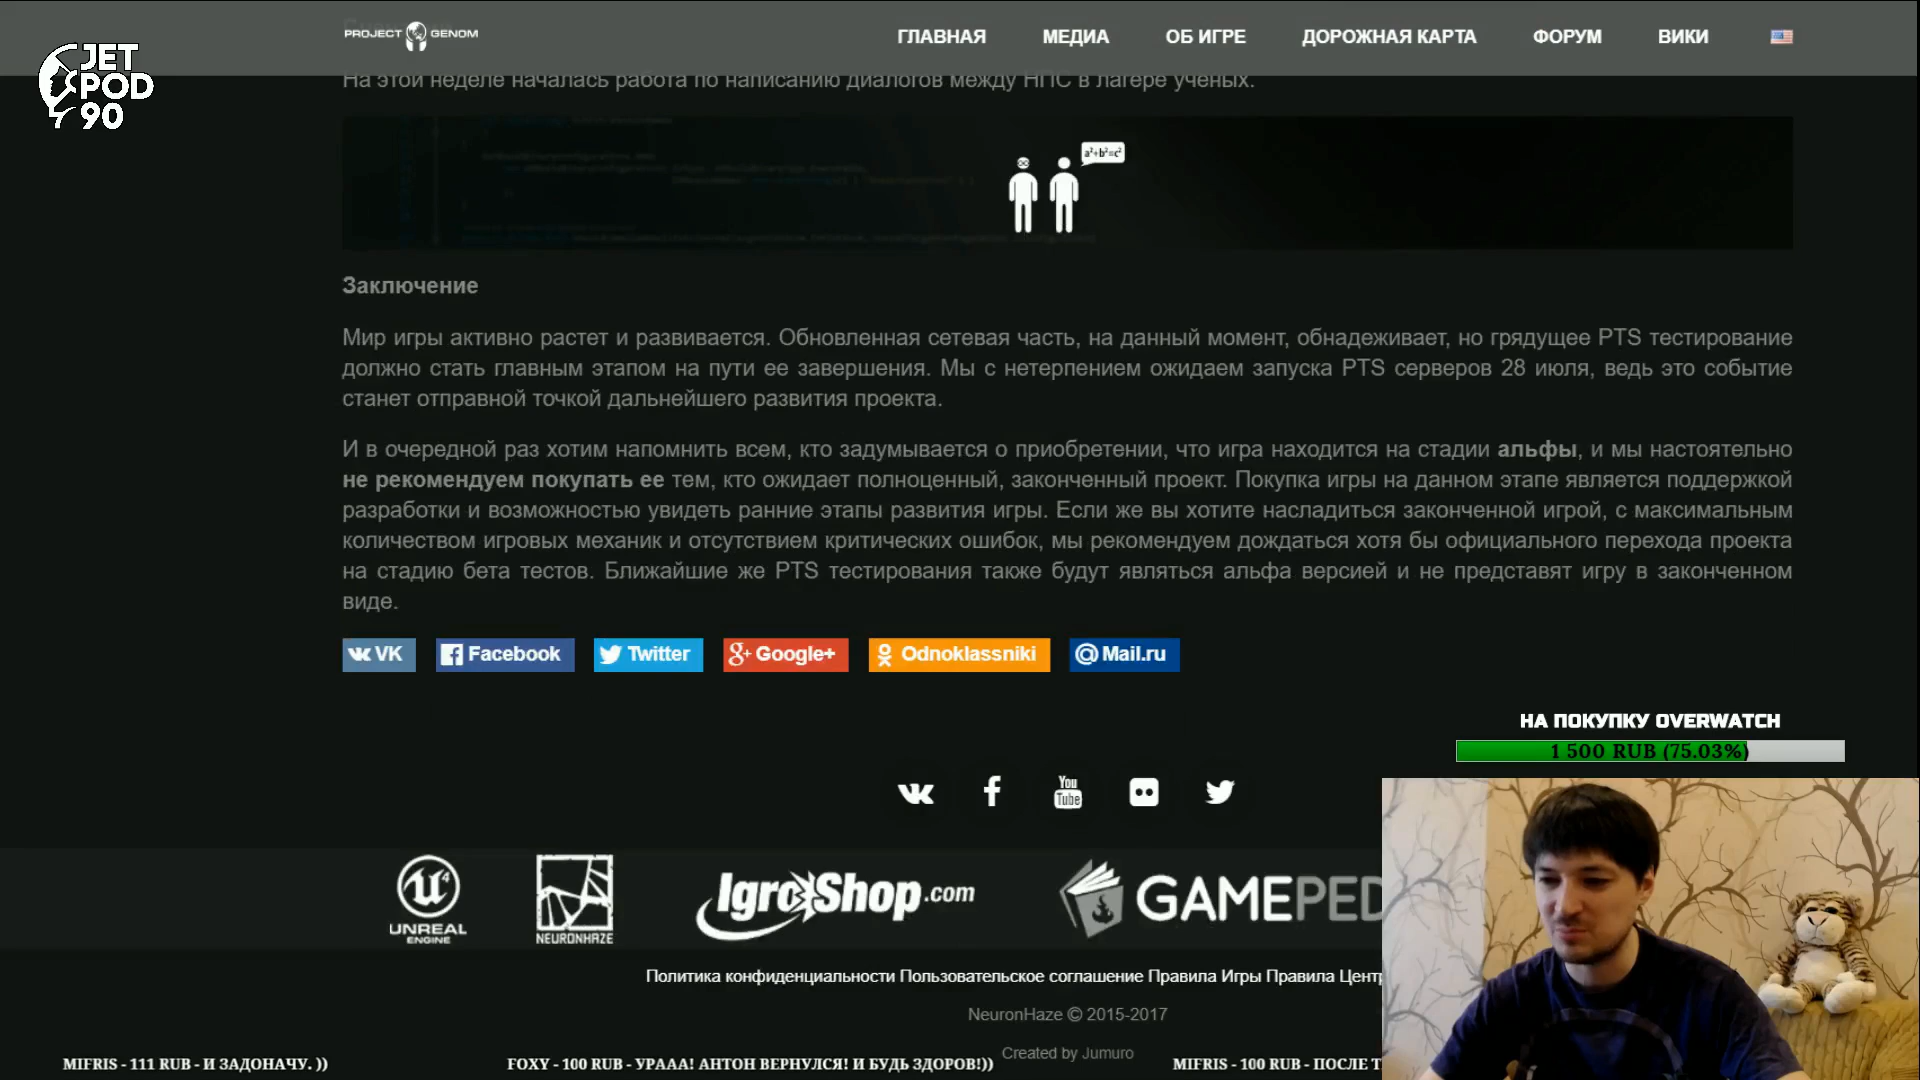 JET
POD
90
PROJECT GENOM
ГЛАВНАЯ
МЕДИА
ОБ ИГРЕ
ДОРОЖНАЯ КАРТА
ФОРУМ
ВИКИ
На этой неделе началась работа по написанию диалогов между НПС в лагере ученых.
a²+b²=c²
Заключение
Мир игры активно растет и развивается. Обновленная сетевая часть, на данный момент, обнадеживает, но грядущее PTS тестирование
должно стать главным этапом на пути ее завершения. Мы с нетерпением ожидаем запуска PTS серверов 28 июля, ведь это событие
станет отправной точкой дальнейшего развития проекта.
И в очередной раз хотим напомнить всем, кто задумывается о приобретении, что игра находится на стадии альфы, и мы настоятельно
не рекомендуем покупать ее тем, кто ожидает полноценный, законченный проект. Покупка игры на данном этапе является поддержкой
разработки и возможностью увидеть ранние этапы развития игры. Если же вы хотите насладиться законченной игрой, с максимальным
количеством игровых механик и отсутствием критических ошибок, мы рекомендуем дождаться хотя бы официального перехода проекта
на стадию бета тестов. Ближайшие же PTS тестирования также будут являться альфа версией и не представят игру в законченном
виде.
VK
Facebook
Twitter
Google+
Odnoklassniki
Mail.ru
НА ПОКУПКУ OVERWATCH
1 500 RUB (75.03%)
You
Tube
UNREAL
ENGINE
NEURONHAZE
IgroShop.com
GAMEPED
Политика конфиденциальности Пользовательское соглашение Правила Игры Правила Цент
NeuronHaze © 2015-2017
Created by Jumuro
MIFRIS - 111 RUB - И ЗАДОНАЧУ. ))
FOXY - 100 RUB - УРААА! АНТОН ВЕРНУЛСЯ! И БУДЬ ЗДОРОВ!))
MIFRIS - 100 RUB - ПОСЛЕ